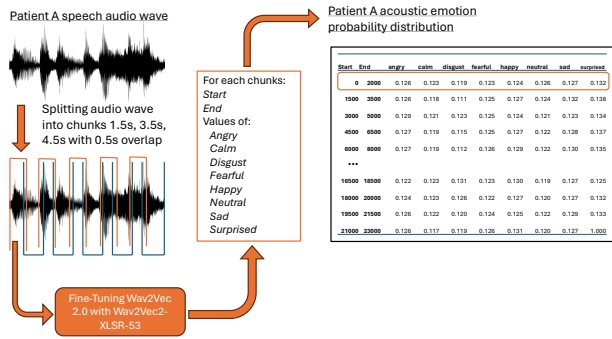 Patient A speech audio wave
Splitting audio wave
into chunks 1.5s, 3.5s,
4.5s with 0.5s overlap
Fine-Tuning Wav2Vec
2.0 with Wav2Vec2-
XLSR-53
For each chunks:
Start
End
Values of:
Angry
Calm
Disgust
Fearful
Happy
Neutral
Sad
Surprised
Patient A acoustic emotion
probability distribution
Start End angry calm disgust fearful happy neutral sad surprised
0 2000 0.126 0.123 0.119 0.123 0.124 0.126 0.127 0.132
1500 3500 0.126 0.118 0.111 0.125 0.127 0.124 0.132 0.138
3000 5000 0.129 0.121 0.123 0.125 0.124 0.121 0.123 0.134
4500 6500 0.127 0.119 0.115 0.125 0.127 0.122 0.128 0.137
6000 8000 0.127 0.119 0.112 0.126 0.129 0.122 0.130 0.135
...
16500 18500 0.122 0.123 0.131 0.123 0.130 0.119 0.127 0.125
18000 20000 0.124 0.123 0.126 0.122 0.127 0.120 0.127 0.132
19500 21500 0.126 0.122 0.120 0.124 0.125 0.122 0.129 0.133
21000 23000 0.126 0.117 0.119 0.126 0.131 0.120 0.127 1.000